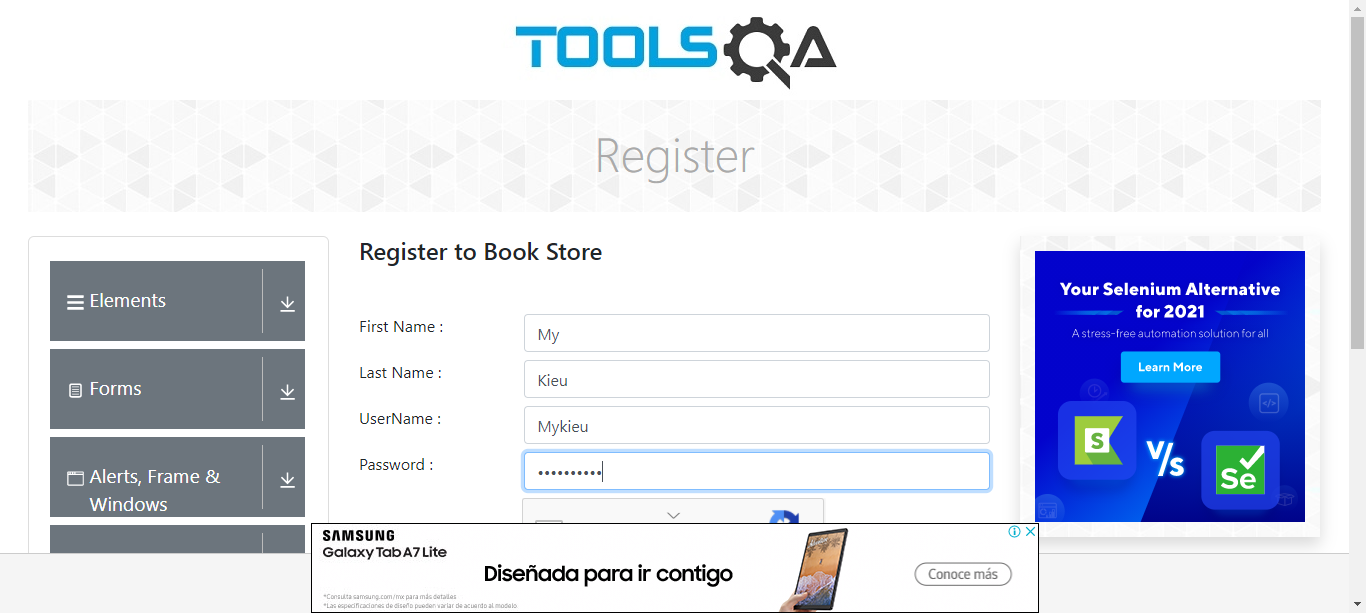 TOOLSQA
Register
Elements
Forms
Alerts, Frame &
Windows
Register to Book Store
First Name :
My
Last Name :
Kieu
UserName :
Mykieu
Password :
••••••••••
Your Selenium Alternative
for 2021
A stress-free automation solution for all
Learn More
S
V/s
Se
SAMSUNG
Galaxy Tab A7 Lite
*Consulta samsung.com/mx para más detalles
*Las especificaciones de diseño pueden variar de acuerdo al modelo.
Diseñada para ir contigo
Conoce más